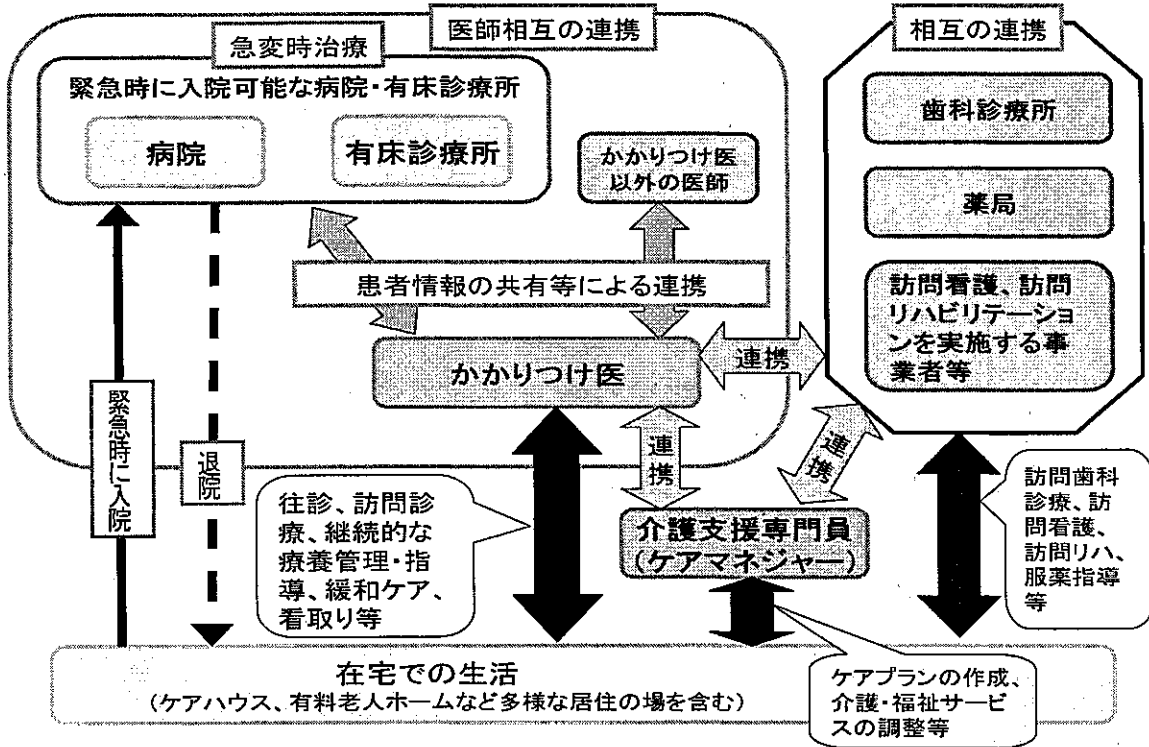 医師相互の連携
急変時治療
緊急時に入院可能な病院・有床診療所
病院
有床診療所
かかりつけ医
以外の医師
患者情報の共有等による連携
かかりつけ医
相互の連携
歯科診療所
薬局
訪問看護、訪問
リハビリテーショ
ンを実施する事
業者等
連携
連携
連携
緊急時に入院
退院
往診、訪問診
療、継続的な
療養管理・指
導、緩和ケア、
看取り等
介護支援専門員
(ケアマネジャー)
訪問歯科
診療、訪
問看護、
訪問リハ、
服薬指導
等
在宅での生活
(ケアハウス、有料老人ホームなど多様な居住の場を含む)
ケアプランの作成、
介護・福祉サービ
スの調整等